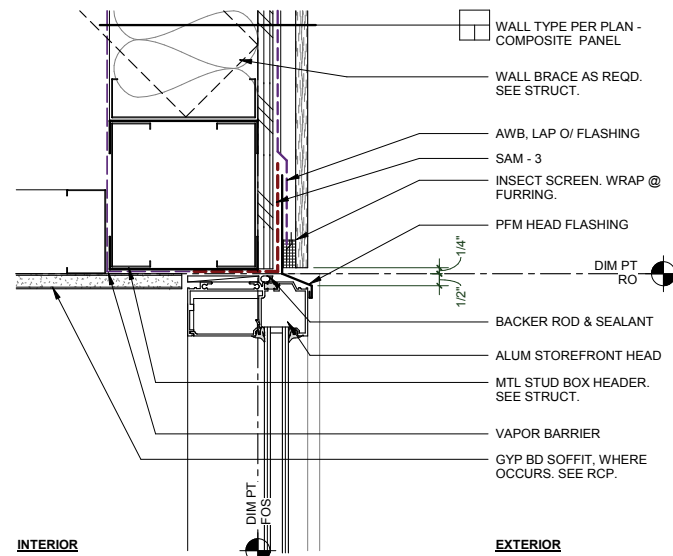 WALL TYPE PER PLAN -
COMPOSITE PANEL
WALL BRACE AS REQD.
SEE STRUCT.
AWB, LAP O/ FLASHING
SAM - 3
INSECT SCREEN. WRAP @
FURRING.
PFM HEAD FLASHING
1/4"
DIM PT
RO
1/2"
BACKER ROD & SEALANT
ALUM STOREFRONT HEAD
MTL STUD BOX HEADER.
SEE STRUCT.
VAPOR BARRIER
GYP BD SOFFIT, WHERE
OCCURS. SEE RCP.
DIM PT
FOS
INTERIOR
EXTERIOR